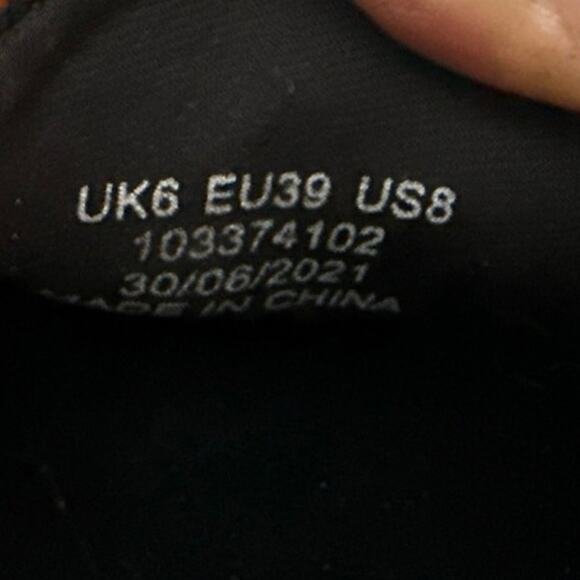 UK6 EU39 US8
103374102
30/06/2021
MADE IN CHINA